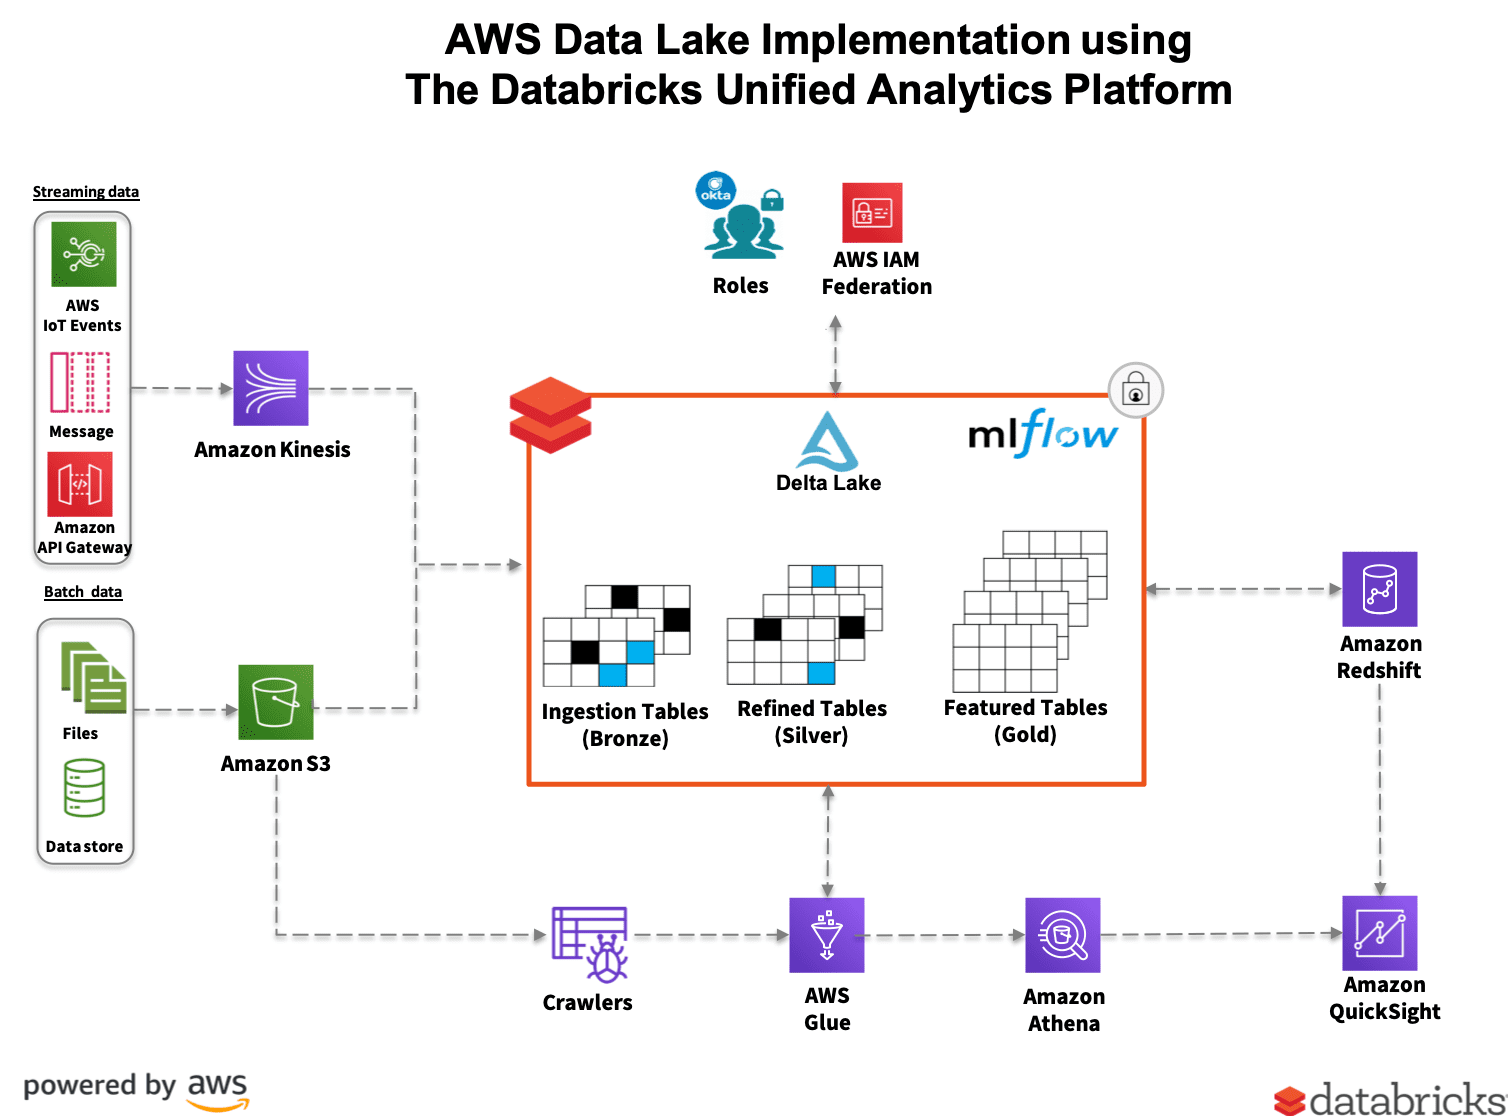 AWS Data Lake Implementation using
The Databricks Unified Analytics Platform
Streaming data
AWS
IoT Events
Message
Amazon
API Gateway
Batch data
Files
Data store
Amazon Kinesis
Amazon S3
okta
Roles
AWS IAM
Federation
Delta Lake
mlflow
Ingestion Tables
(Bronze)
Refined Tables
(Silver)
Featured Tables
(Gold)
Amazon
Redshift
Crawlers
AWS
Glue
Amazon
Athena
Amazon
QuickSight
powered by aws
databricks